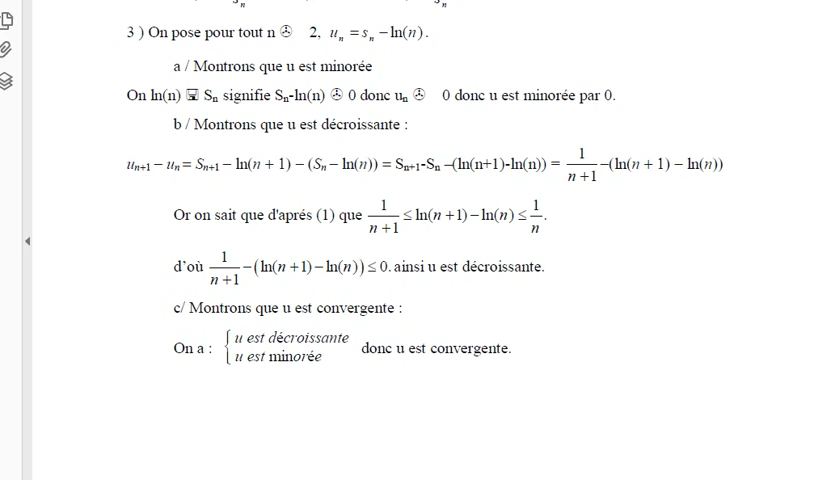 3 ) On pose pour tout n ✇ 2, uₙ = sₙ − ln(n).
a / Montrons que u est minorée
On ln(n) 🖫 Sₙ signifie Sₙ-ln(n) ✇ 0 donc uₙ ✇ 0 donc u est minorée par 0.
b / Montrons que u est décroissante :
uₙ₊₁ − uₙ = Sₙ₊₁ − ln(n + 1) − (Sₙ − ln(n)) = Sₙ₊₁-Sₙ –(ln(n+1)-ln(n)) = 1/(n+1) −(ln(n + 1) − ln(n))
Or on sait que d'aprés (1) que 1/(n+1) ≤ ln(n+1)−ln(n) ≤ 1/n.
d'où 1/(n+1) −(ln(n+1)−ln(n)) ≤ 0. ainsi u est décroissante.
c/ Montrons que u est convergente :
On a : { u est décroissante
u est minorée donc u est convergente.